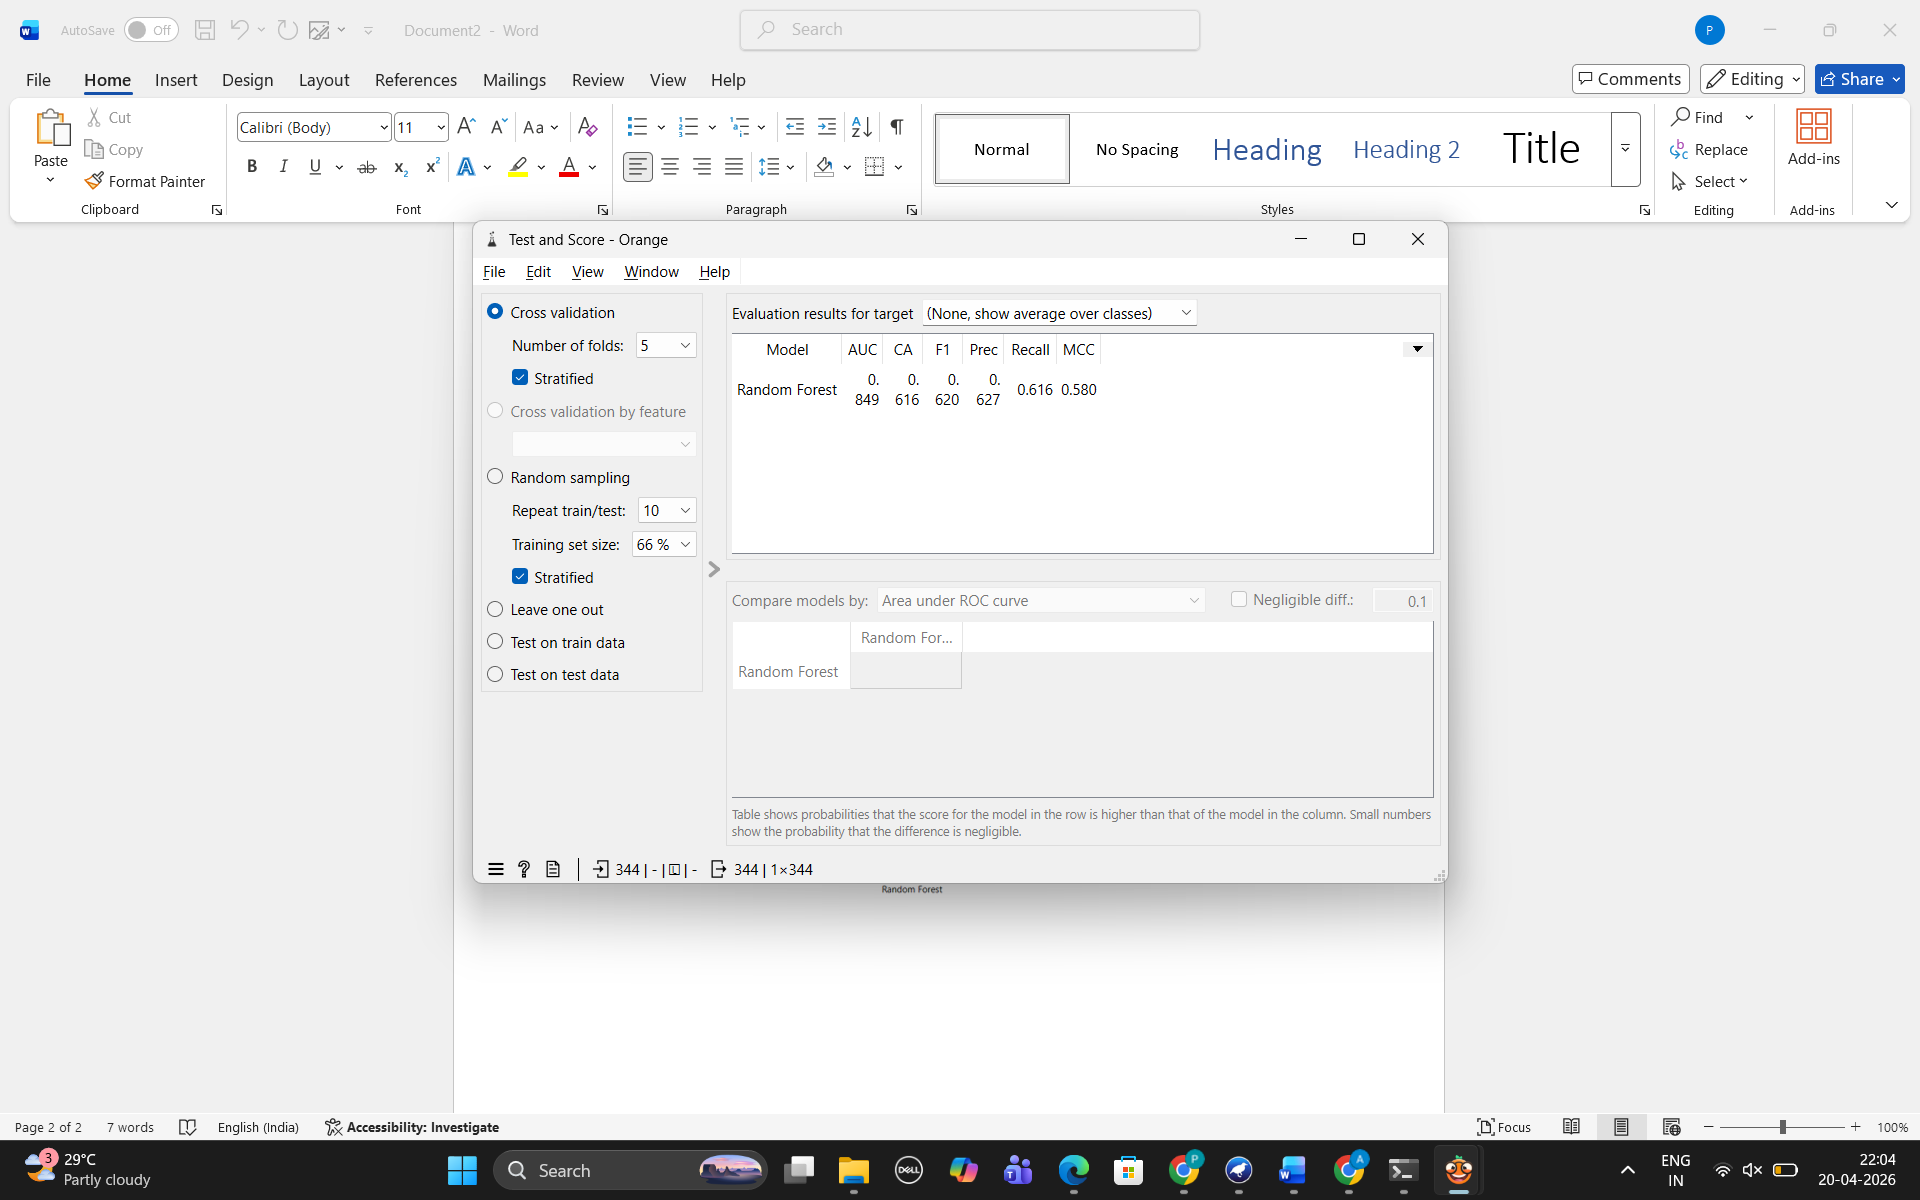 AutoSave Off Document2 - Word Search P
File Home Insert Design Layout References Mailings Review View Help Comments Editing Share
Paste Cut Copy Format Painter Clipboard
Calibri (Body) 11 Font
Paragraph
Normal No Spacing Heading Heading 2 Title Styles
Find Replace Select Editing
Add-ins Add-ins
Test and Score - Orange
File Edit View Window Help
Cross validation
Number of folds: 5
Stratified
Cross validation by feature
Random sampling
Repeat train/test: 10
Training set size: 66 %
Stratified
Leave one out
Test on train data
Test on test data
Evaluation results for target (None, show average over classes)
Model AUC CA F1 Prec Recall MCC
Random Forest 0.849 0.616 0.620 0.627 0.616 0.580
Compare models by: Area under ROC curve Negligible diff.: 0.1
Random For...
Random Forest
Table shows probabilities that the score for the model in the row is higher than that of the model in the column. Small numbers
show the probability that the difference is negligible.
344 | - | L | - 344 | 1×344
Random Forest
Page 2 of 2 7 words English (India) Accessibility: Investigate Focus 100%
3 29°C
Partly cloudy
Search
DELL
P
A
ENG
IN
22:04
20-04-2026